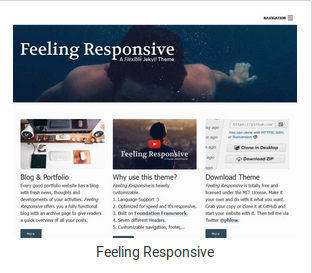 NAVIGATION
Feeling Responsive
A Flexible Jekyll Theme
Feeling Responsive
https://github.com
You can clone with HTTPS, SSH,
or Subversion.
Clone in Desktop
Download ZIP
Blog & Portfolio
Every good portfolio website has a blog
with fresh news, thoughts and
developments of your activities. Feeling
Responsive offers you a fully functional
blog with an archive page to give readers
a quick overview of all your posts.
More
Why use this theme?
Feeling Responsive is heavily
customizable.
1. Language-Support :)
2. Optimized for speed and it's responsive.
3. Built on Foundation Framework.
4. Seven different Headers.
5. Customizable navigation, footer,...
Download Theme
Feeling Responsive is totally free and
licensed under the MIT License. Make it
your own and do with it what you want.
Grab your copy or clone it at GitHub and
start your website with it. Then tell me via
Twitter @phlow.
More
Feeling Responsive